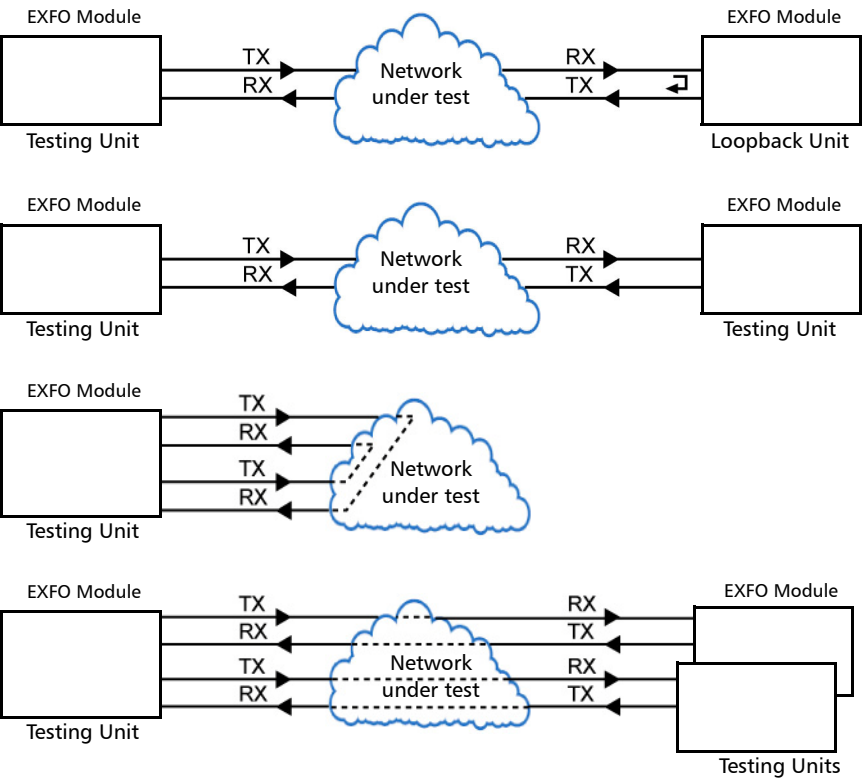 EXFO Module
EXFO Module
TX
RX
RX
TX
Network
under test
Testing Unit
Loopback Unit
EXFO Module
EXFO Module
TX
RX
RX
TX
Network
under test
Testing Unit
Testing Unit
EXFO Module
TX
RX
TX
RX
Network
under test
Testing Unit
EXFO Module
EXFO Module
TX
RX
RX
TX
TX
RX
RX
TX
Network
under test
Testing Unit
Testing Units